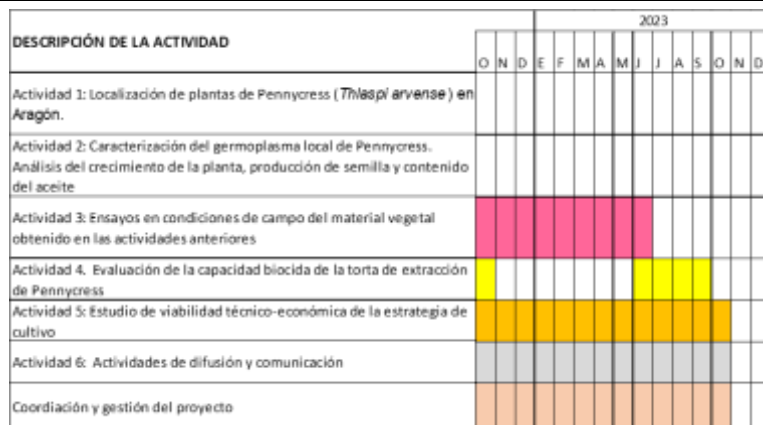 2023
DESCRIPCIÓN DE LA ACTIVIDAD
O N D E F M A M J J A S O N D
Actividad 1: Localización de plantas de Pennycress (Thlaspi arvense) en
Aragón.
Actividad 2: Caracterización del germoplasma local de Pennycress.
Análisis del crecimiento de la planta, producción de semilla y contenido
del aceite
Actividad 3: Ensayos en condiciones de campo del material vegetal
obtenido en las actividades anteriores
Actividad 4. Evaluación de la capacidad biocida de la torta de extracción
de Pennycress
Actividad 5: Estudio de viabilidad técnico-económica de la estrategia de
cultivo
Actividad 6: Actividades de difusión y comunicación
Coordiación y gestión del proyecto